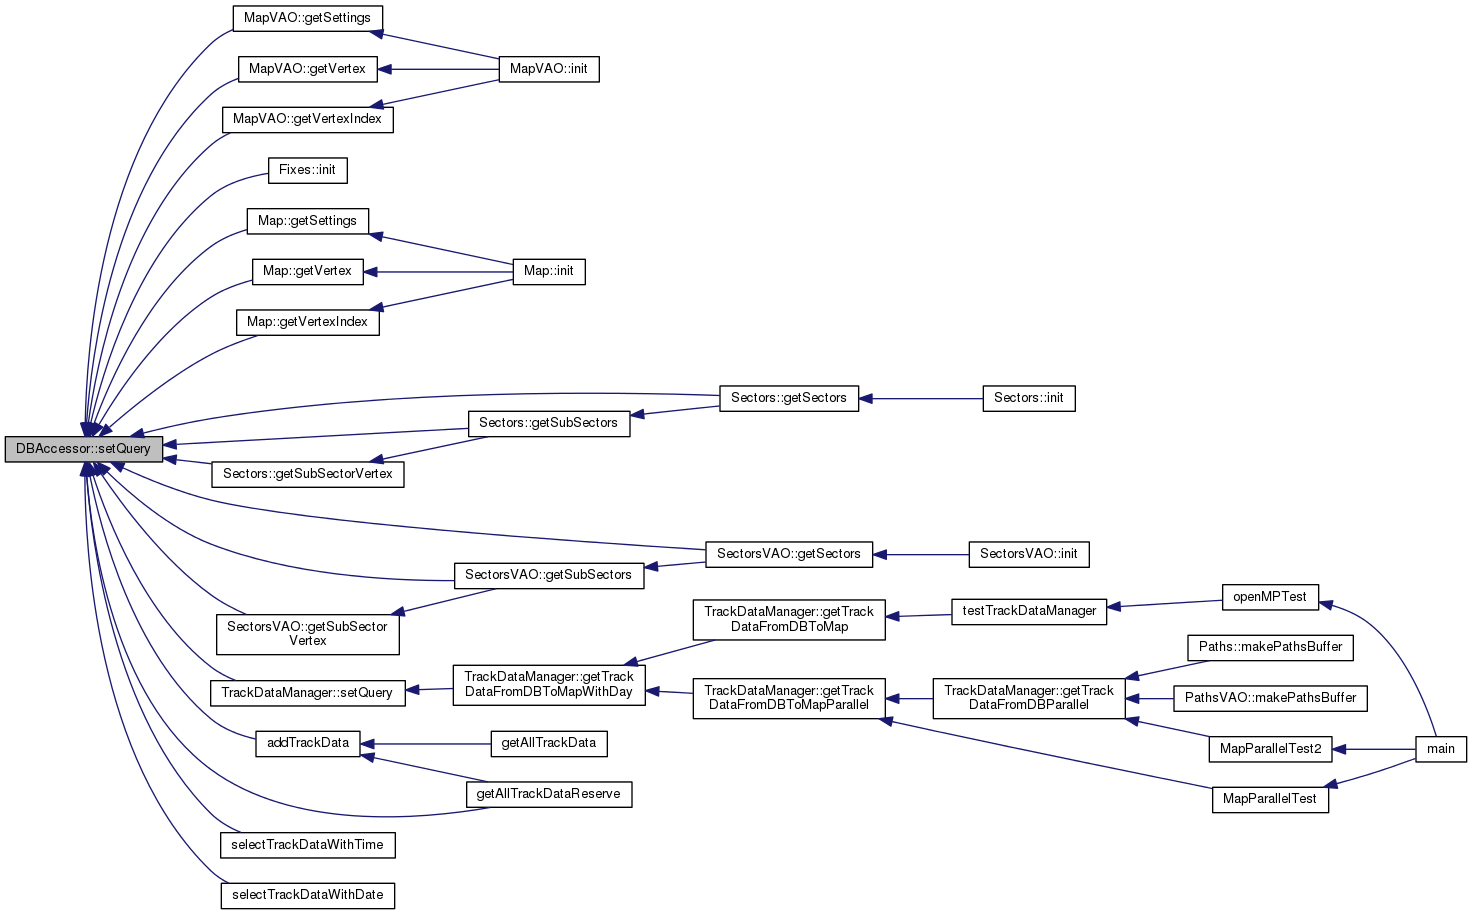 MapVAO::getSettings
MapVAO::getVertex
MapVAO::init
MapVAO::getVertexIndex
Fixes::init
Map::getSettings
Map::getVertex
Map::init
Map::getVertexIndex
Sectors::getSectors
Sectors::init
Sectors::getSubSectors
DBAccessor::setQuery
Sectors::getSubSectorVertex
SectorsVAO::getSectors
SectorsVAO::init
SectorsVAO::getSubSectors
SectorsVAO::getSubSector
Vertex
TrackDataManager::getTrack
DataFromDBToMap
testTrackDataManager
openMPTest
Paths::makePathsBuffer
TrackDataManager::setQuery
TrackDataManager::getTrack
DataFromDBToMapWithDay
TrackDataManager::getTrack
DataFromDBToMapParallel
TrackDataManager::getTrack
DataFromDBParallel
PathsVAO::makePathsBuffer
addTrackData
getAllTrackData
MapParallelTest2
main
getAllTrackDataReserve
MapParallelTest
selectTrackDataWithTime
selectTrackDataWithDate